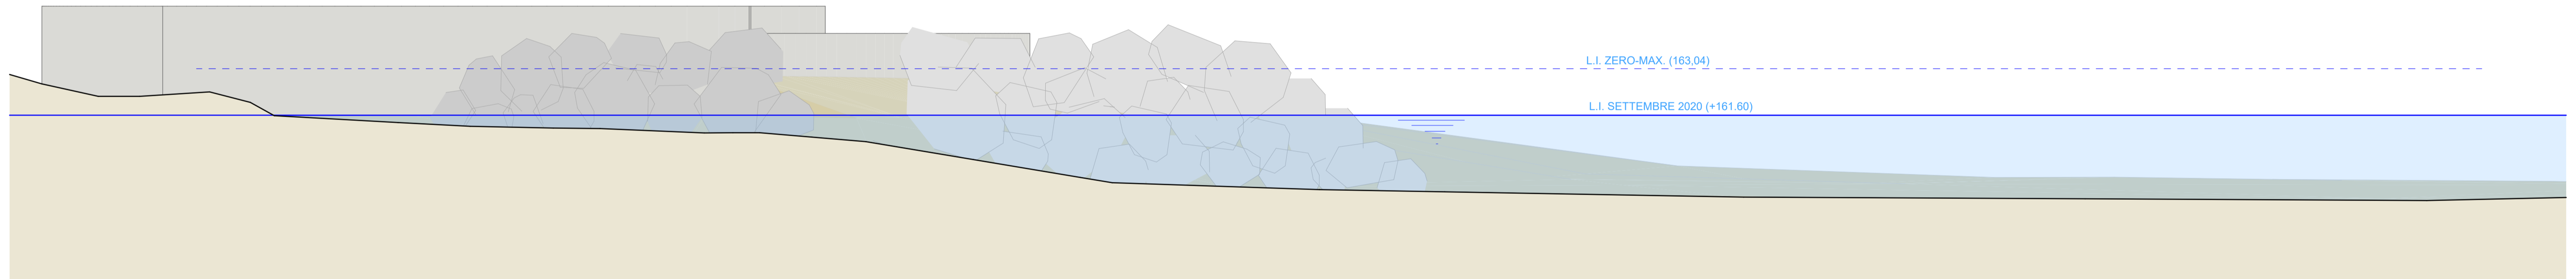 L.I. ZERO-MAX. (163,04)
L.I. SETTEMBRE 2020 (+161.60)